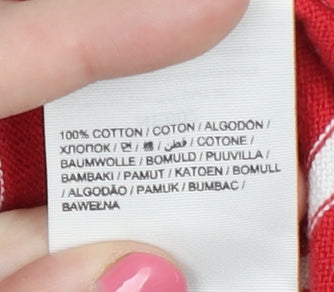 100% COTTON / COTON / ALGODÓN /
ХЛОПОК / 면 / 棉 / قطن / COTONE /
BAUMWOLLE / BOMULD / PUUVILLA /
BAMBAKI / PAMUT / KATOEN / BOMULL
/ ALGODÃO / PAMUK / BUMBAC /
BAWEŁNA